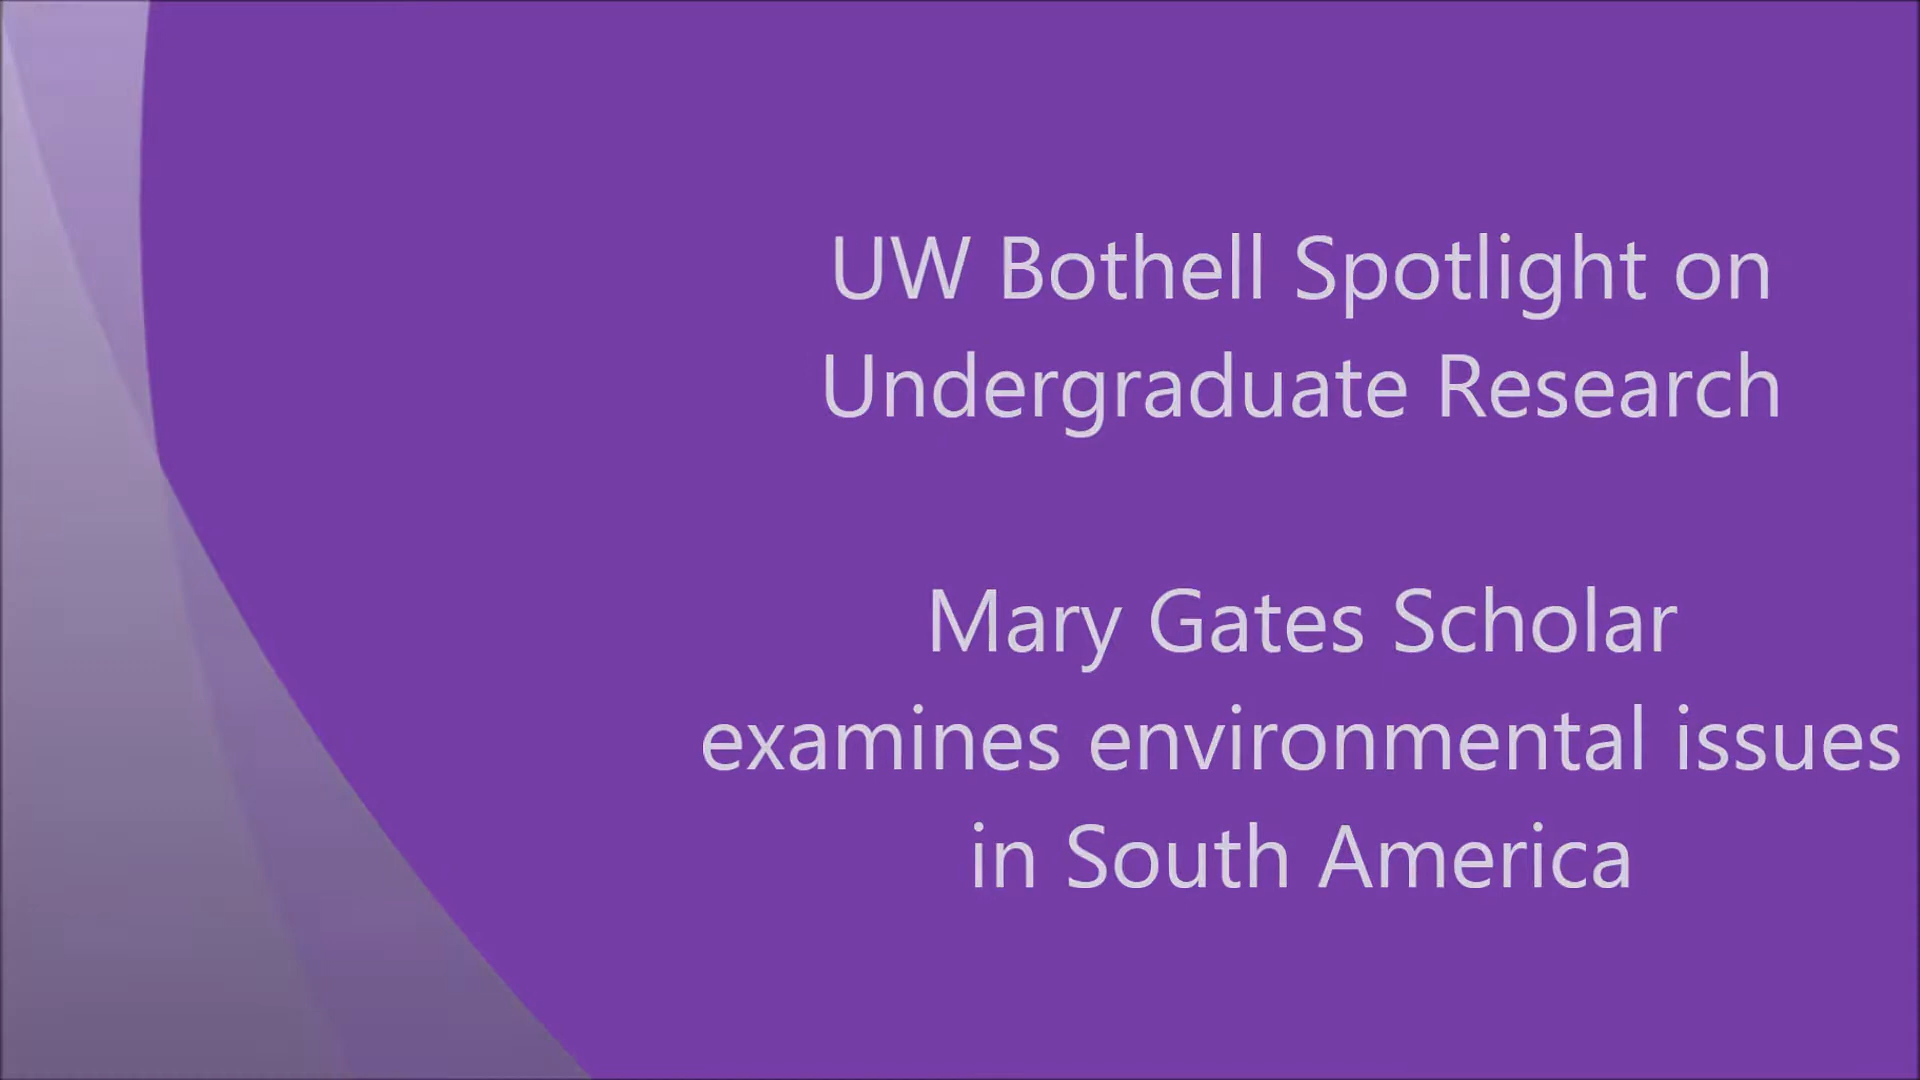 UW Bothell Spotlight on
Undergraduate Research
Mary Gates Scholar
examines environmental issues
in South America